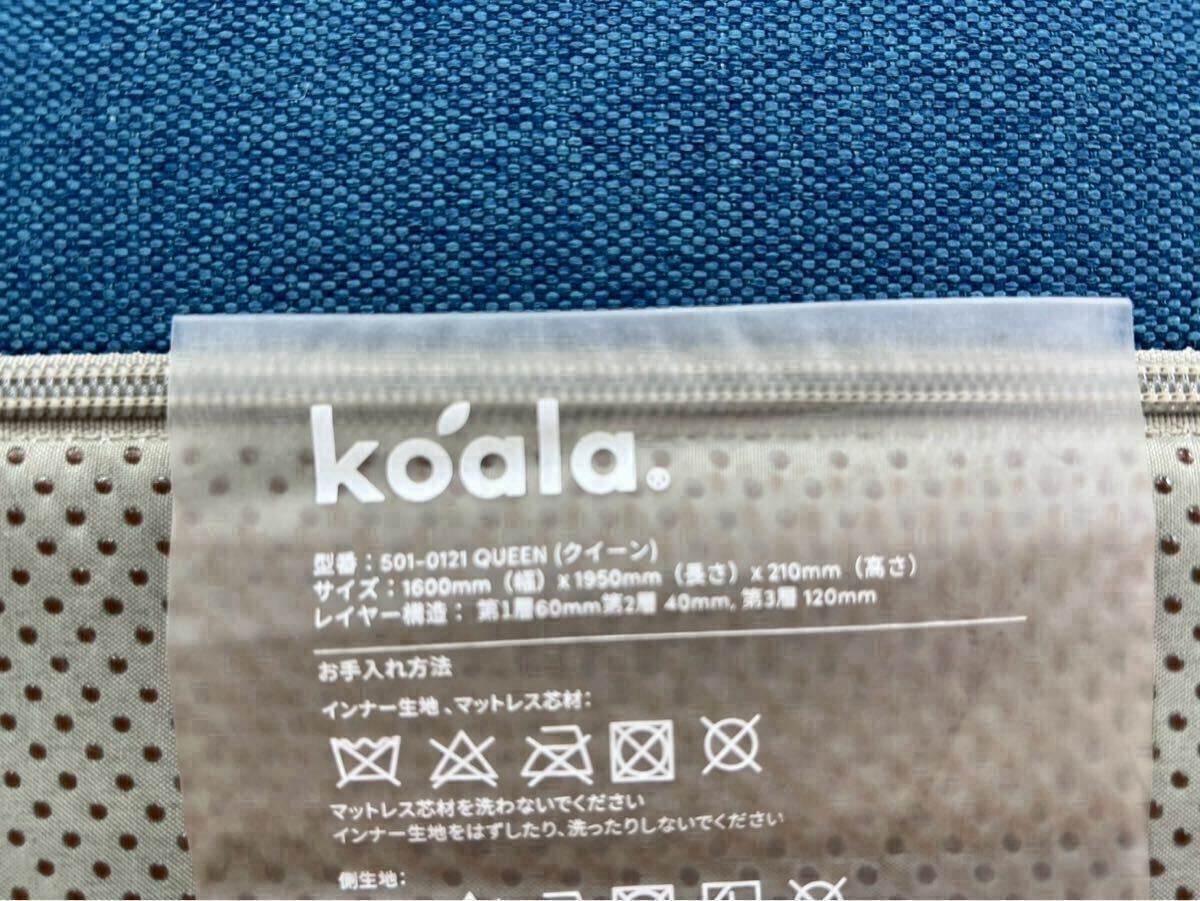 koala.
型番：501-0121 QUEEN (クイーン)
サイズ：1600mm（幅）x 1950mm（長さ）x 210mm（高さ）
レイヤー構造： 第1層60mm第2層 40mm, 第3層 120mm
お手入れ方法
インナー生地、マットレス芯材：
マットレス芯材を洗わないでください
インナー生地をはずしたり、洗ったりしないでください
側生地：